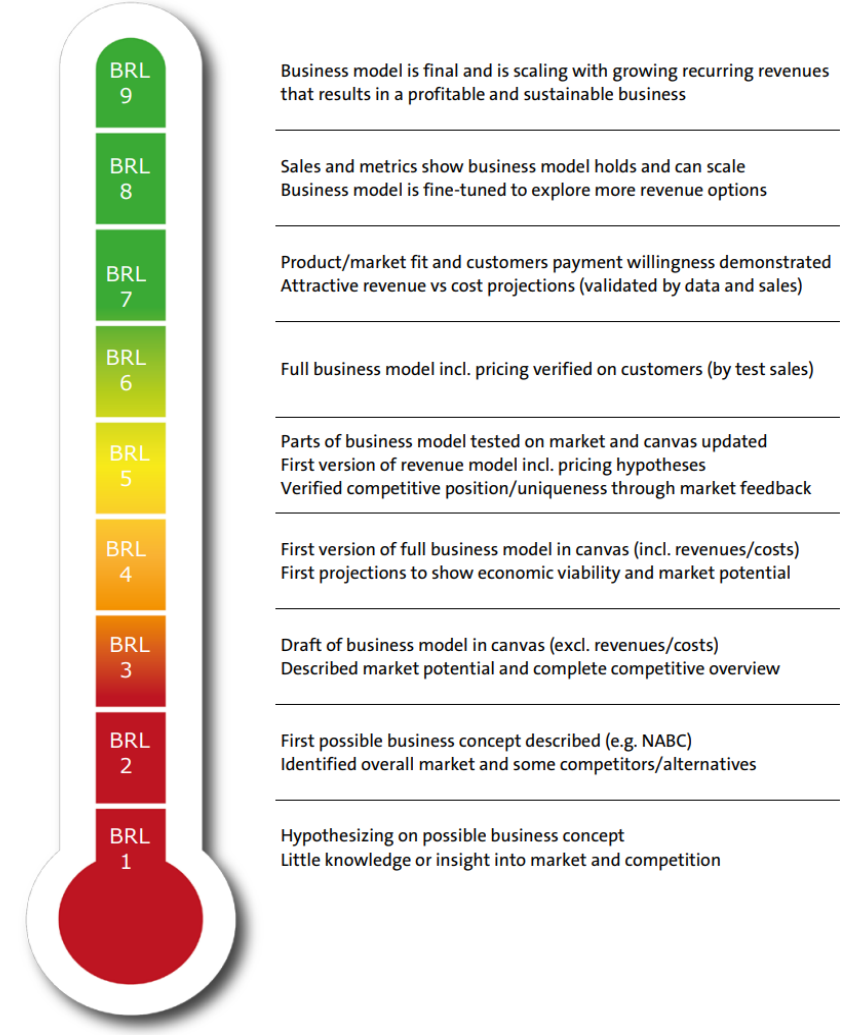 BRL
9
Business model is final and is scaling with growing recurring revenues
that results in a profitable and sustainable business
BRL
8
Sales and metrics show business model holds and can scale
Business model is fine-tuned to explore more revenue options
BRL
7
Product/market fit and customers payment willingness demonstrated
Attractive revenue vs cost projections (validated by data and sales)
BRL
6
Full business model incl. pricing verified on customers (by test sales)
BRL
5
Parts of business model tested on market and canvas updated
First version of revenue model incl. pricing hypotheses
Verified competitive position/uniqueness through market feedback
BRL
4
First version of full business model in canvas (incl. revenues/costs)
First projections to show economic viability and market potential
BRL
3
Draft of business model in canvas (excl. revenues/costs)
Described market potential and complete competitive overview
BRL
2
First possible business concept described (e.g. NABC)
Identified overall market and some competitors/alternatives
BRL
1
Hypothesizing on possible business concept
Little knowledge or insight into market and competition